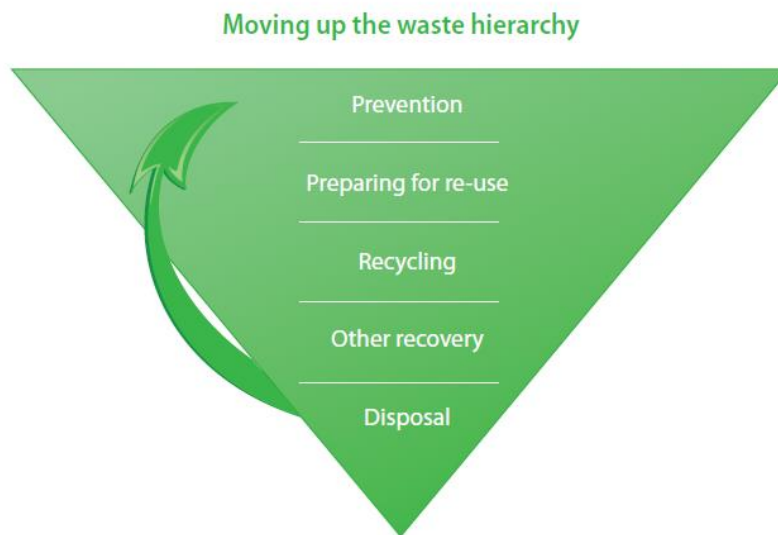 Moving up the waste hierarchy
Prevention
Preparing for re-use
Recycling
Other recovery
Disposal